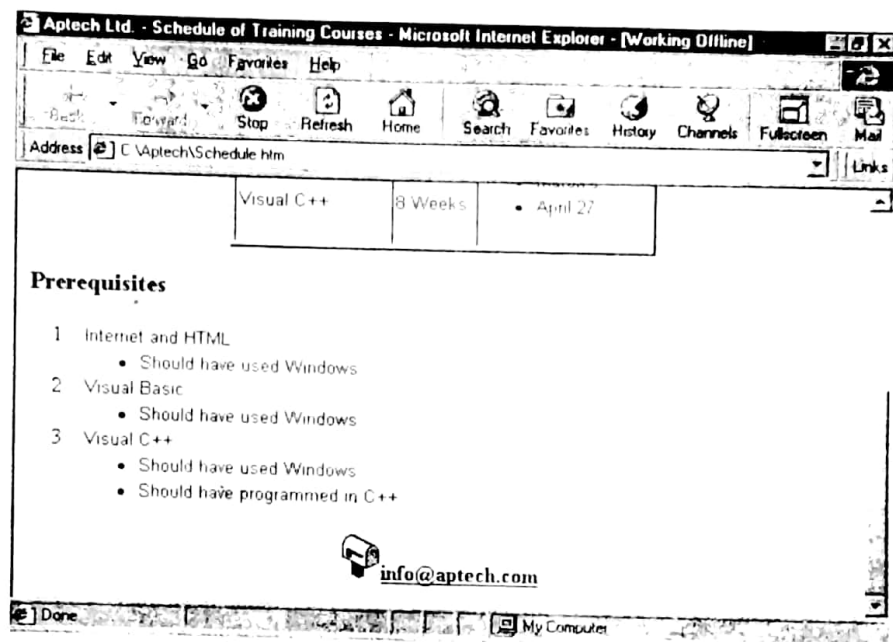 Aptech Ltd. - Schedule of Training Courses - Microsoft Internet Explorer - [Working Offline]
File Edit View Go Favorites Help
Back Forward Stop Refresh Home Search Favorites History Channels Fullscreen Mail
Address C:\Aptech\Schedule.htm Links
Visual C++ 8 Weeks • April 27
Prerequisites
1 Internet and HTML
• Should have used Windows
2 Visual Basic
• Should have used Windows
3 Visual C++
• Should have used Windows
• Should have programmed in C++
info@aptech.com
Done My Computer